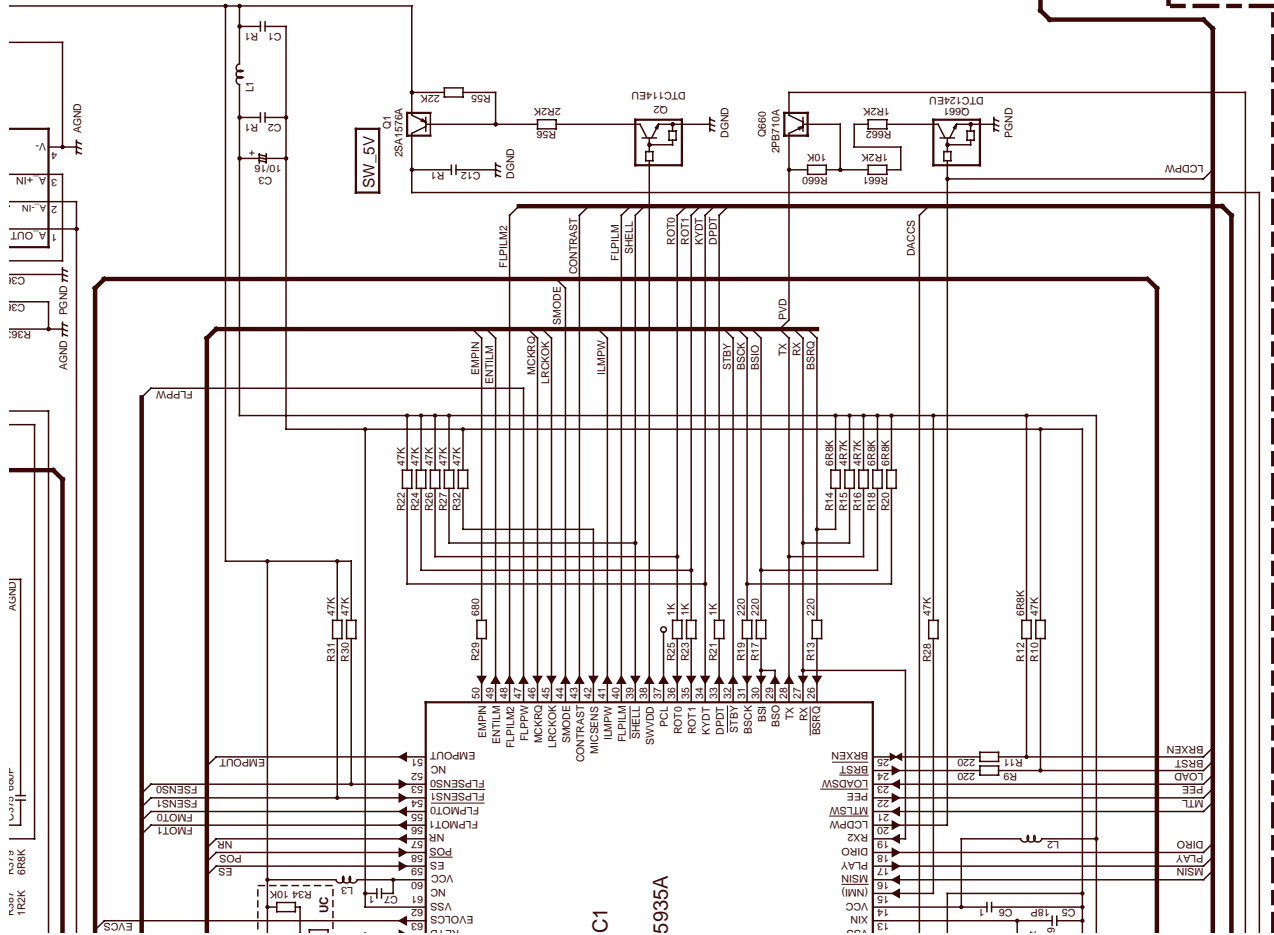 C1
R1
L1
C2
R1
C3
10/16
+
AGND
V-
4
A_+IN
3
A_-IN
2
A_OUT
1
PGND
AGND
SW_5V
Q1
2SA1576A
22K
R55
2R2K
R56
R1
C12
DGND
DTC114EU
Q2
DGND
Q660
2PB710A
10K
R660
1R2K
R662
1R2K
R661
DTC124EU
Q661
PGND
LCDPW
FLPILM2
CONTRAST
FLPILM
SHELL
ROT0
ROT1
KYDT
DPDT
DACCS
SMODE
PVD
EMPIN
ENTILM
MCKRQ
LRCKOK
ILMPW
STBY
BSCK
BSIO
TX
RX
BSRQ
FLPPW
R22 47K
R24 47K
R26 47K
R27 47K
R32 47K
R14 6R8K
R15 4R7K
R16 4R7K
R18 6R8K
R20 6R8K
AGND
R31 47K
R30 47K
R29 680
R25 1K
R23 1K
R21 1K
R19 220
R17 220
R13 220
R28 47K
R12 6R8K
R10 47K
50 EMPIN
49 ENTILM
48 FLPILM2
47 FLPPW
46 MCKRQ
45 LRCKOK
44 SMODE
43 CONTRAST
42 MICSENS
41 ILMPW
40 FLPILM
39 SHELL
38 SWVDD
37 PCL
36 ROT0
35 ROT1
34 KYDT
33 DPDT
32 STBY
31 BSCK
30 BSI
29 BSO
28 TX
27 RX
26 BSRQ
EMPOUT 51 EMPOUT
52 NC
FSENS0 53 FLPSENS0
FSENS1 54 FLPSENS1
FMOT0 55 FLPMOT0
FMOT1 56 FLPMOT1
NR 57 NR
POS 58 POS
ES 59 ES
60 VCC
61 NC
62 VSS
EVCS 63 EVOLCS
L3
C7
1
R34 10K
UC
6R8K
1R2K
C1
5935A
BRXEN 25 BRXEN
R11 220
BRST 24 BRST
R9 220
LOAD 23 LOADSW
PEE 22 PEE
MTL 21 MTLSW
20 LCDPW
19 RX2
DIRO 18 DIRO
PLAY 17 PLAY
MSIN 16 MSIN
15 (NMI)
14 VCC
13 XIN
VSS
L2
C6
1
C5
18P